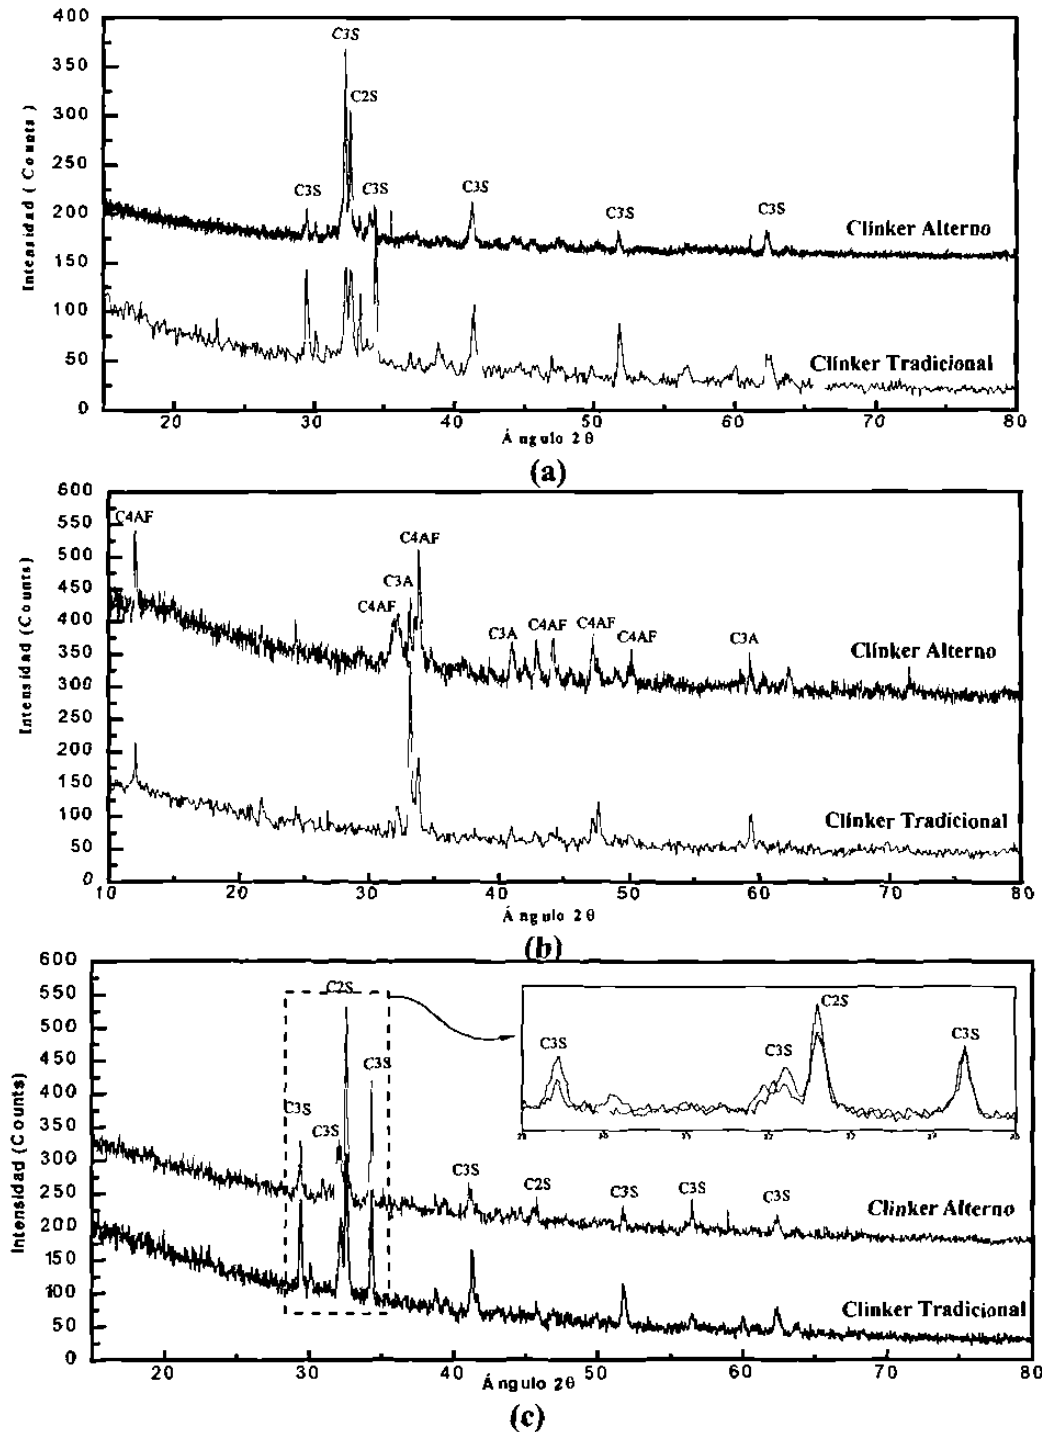 400
350
300
250
200
150
100
50
0
Intensidad ( Counts )
C3S
C2S
C3S
C3S
C3S
C3S
C3S
Clinker Alterno
Clinker Tradicional
20 30 40 50 60 70 80
Ángulo 2θ
(a)
600
550
500
450
400
350
300
250
200
150
100
50
0
Intensidad (Counts)
C4AF
C4AF
C3A
C4AF
C3A
C4AF
C4AF
C4AF
C3A
Clinker Alterno
Clinker Tradicional
10 20 30 40 50 60 70 80
Ángulo 2θ
(b)
600
550
500
450
400
350
300
250
200
150
100
50
0
Intensidad (Counts)
C2S
C3S
C3S
C3S
C3S
C2S
C3S
C3S
C3S
C3S
C3S
C2S
C3S
Clinker Alterno
Clinker Tradicional
20 30 40 50 60 70 80
Ángulo 2θ
(c)